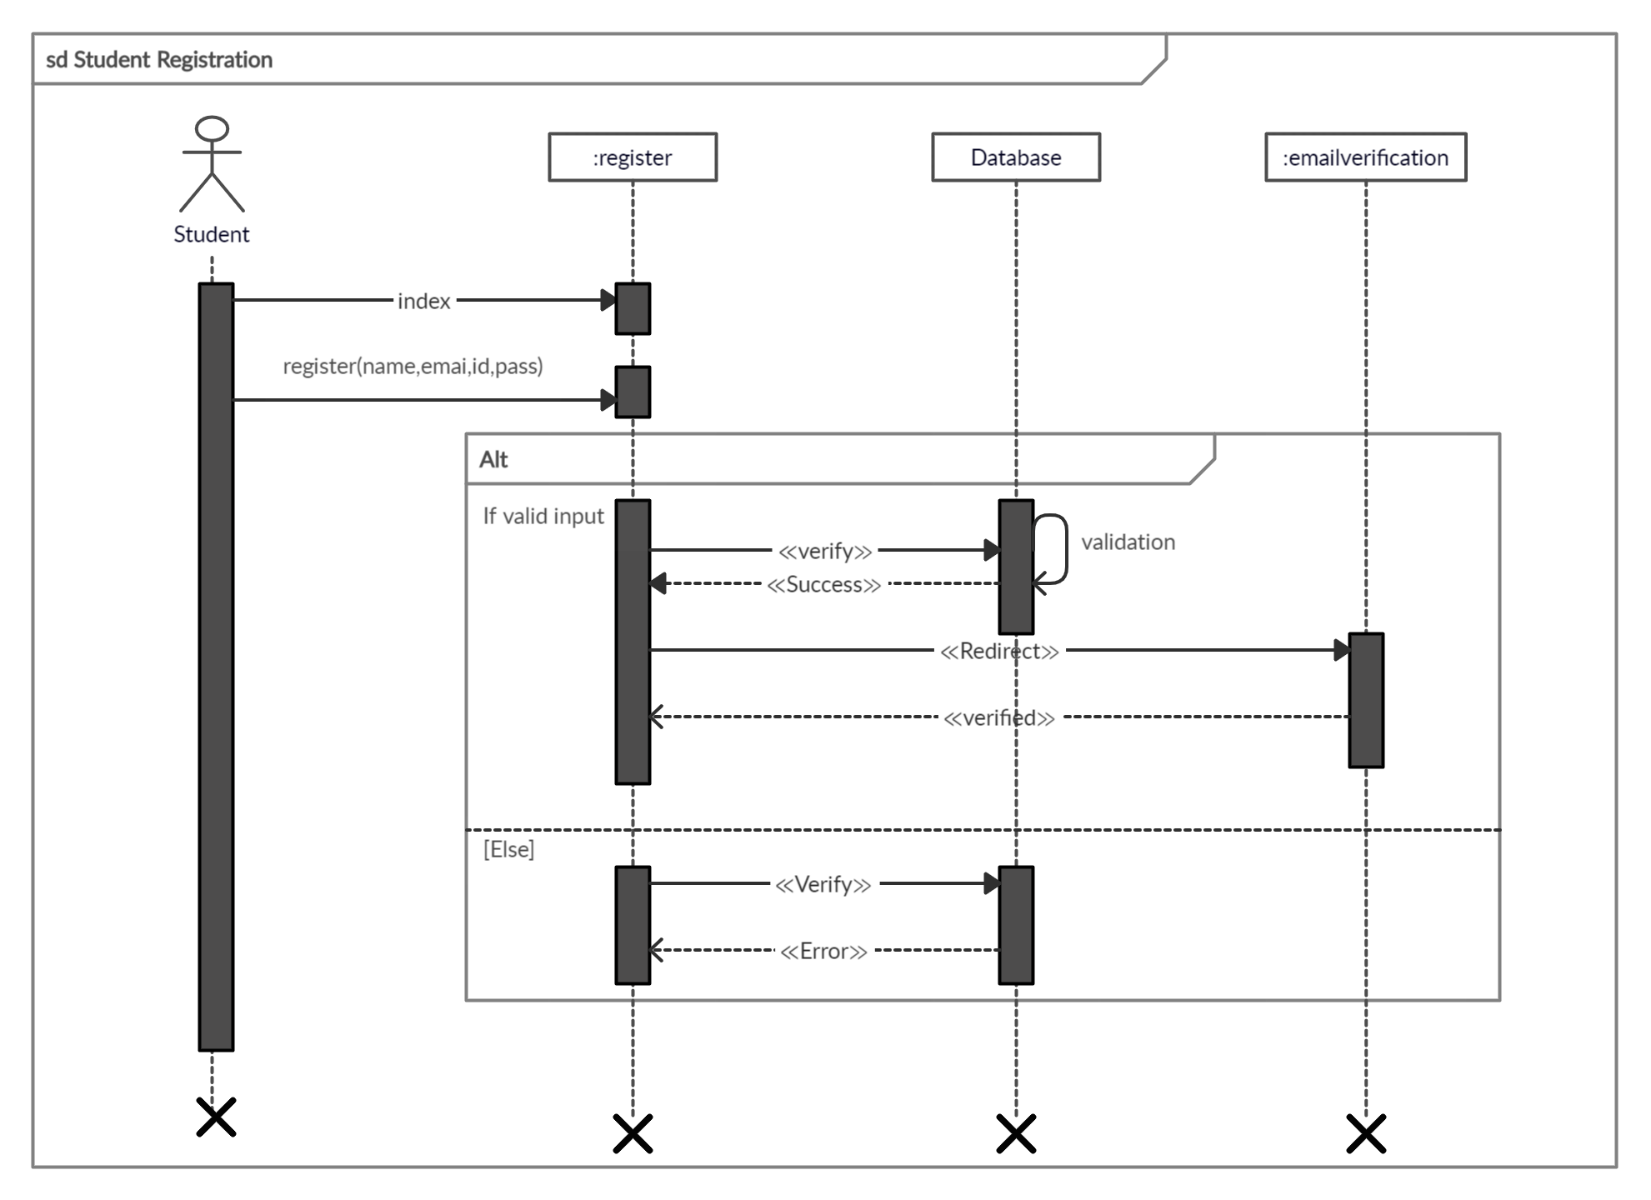 sd Student Registration
Student
:register
Database
:emailverification
index
register(name,emai,id,pass)
Alt
If valid input
validation
≪verify≫
≪Success≫
≪Redirect≫
≪verified≫
[Else]
≪Verify≫
≪Error≫